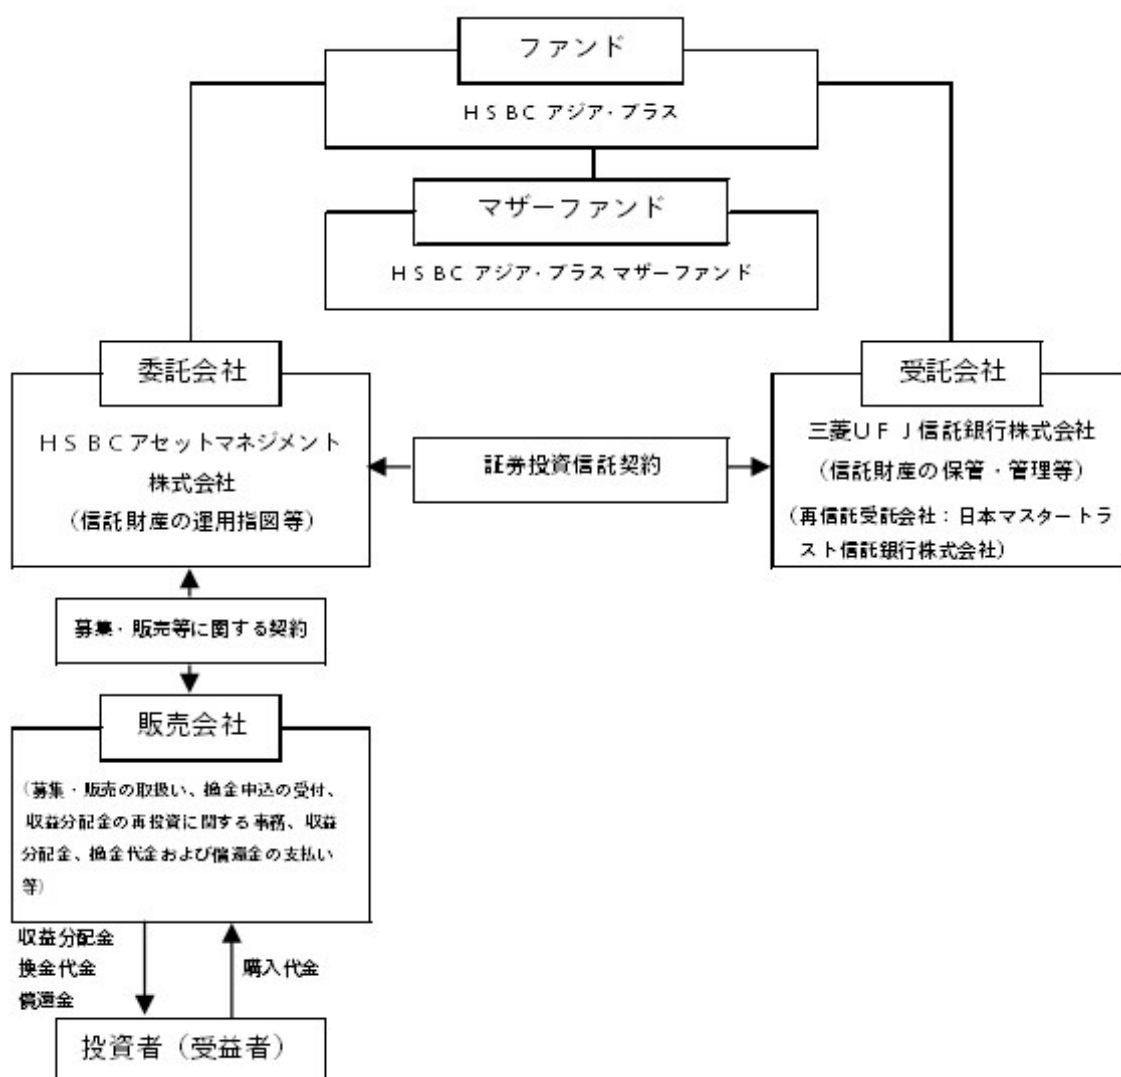 ファンド
HSBC アジア・プラス
マザーファンド
HSBC アジア・プラス マザーファンド
委託会社
HSBCアセットマネジメント
株式会社
(信託財産の運用指図等)
証券投資信託契約
受託会社
三菱UFJ信託銀行株式会社
(信託財産の保管・管理等)
(再信託受託会社:日本マスタートラ
スト信託銀行株式会社)
募集・販売等に関する契約
販売会社
(募集・販売の取扱い、換金申込の受付、
収益分配金の再投資に関する事務、収益
分配金、換金代金および償還金の支払い
等)
収益分配金
換金代金
償還金
購入代金
投資者(受益者)